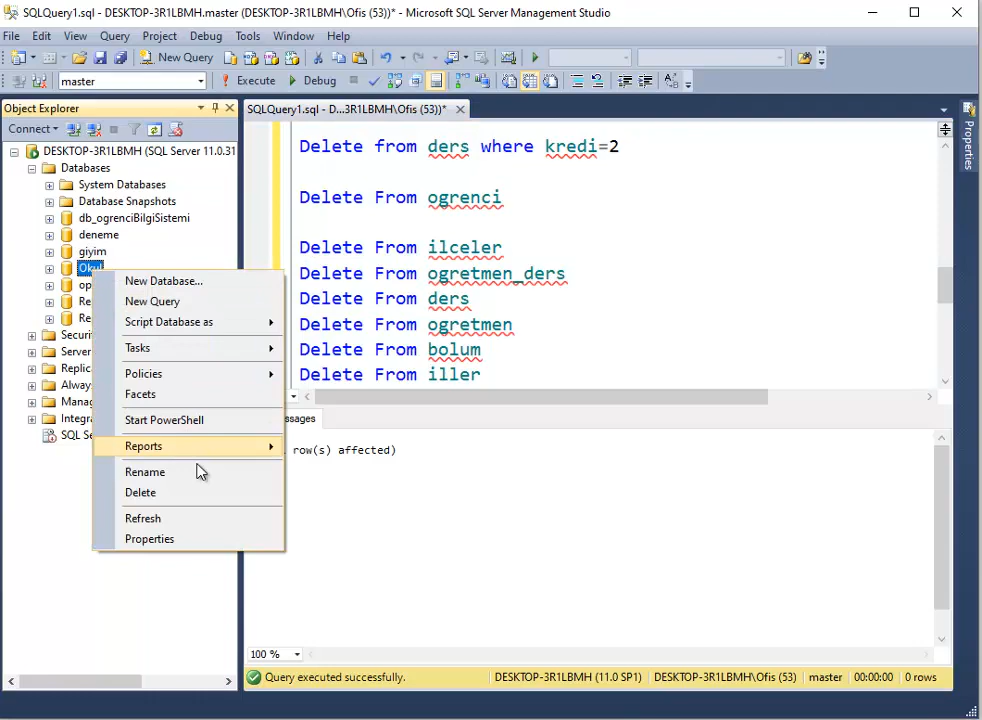 SQLQuery1.sql - DESKTOP-3R1LBMH.master (DESKTOP-3R1LBMH\Ofis (53))* - Microsoft SQL Server Management Studio
File Edit View Query Project Debug Tools Window Help
New Query
master Execute Debug
Object Explorer
Connect
DESKTOP-3R1LBMH (SQL Server 11.0.31
Databases
System Databases
Database Snapshots
db_ogrenciBilgiSistemi
deneme
giyim
Okul
New Database...
New Query
Script Database as
Tasks
Policies
Facets
Start PowerShell
Reports
Rename
Delete
Refresh
Properties
SQLQuery1.sql - D...3R1LBMH\Ofis (53))*
Delete from ders where kredi=2
Delete From ogrenci
Delete From ilceler
Delete From ogretmen_ders
Delete From ders
Delete From ogretmen
Delete From bolum
Delete From iller
ssages
row(s) affected)
100 %
Query executed successfully. DESKTOP-3R1LBMH (11.0 SP1) DESKTOP-3R1LBMH\Ofis (53) master 00:00:00 0 rows
Properties